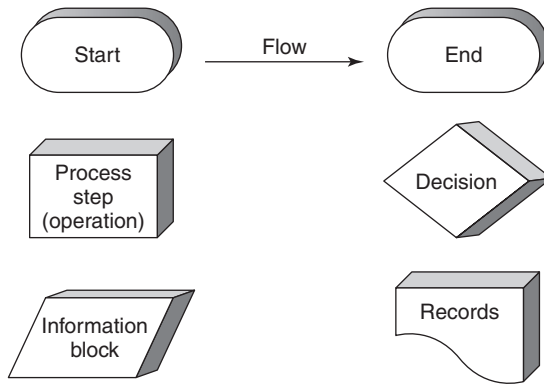 Start
Flow
End
Process
step
(operation)
Decision
Information
block
Records